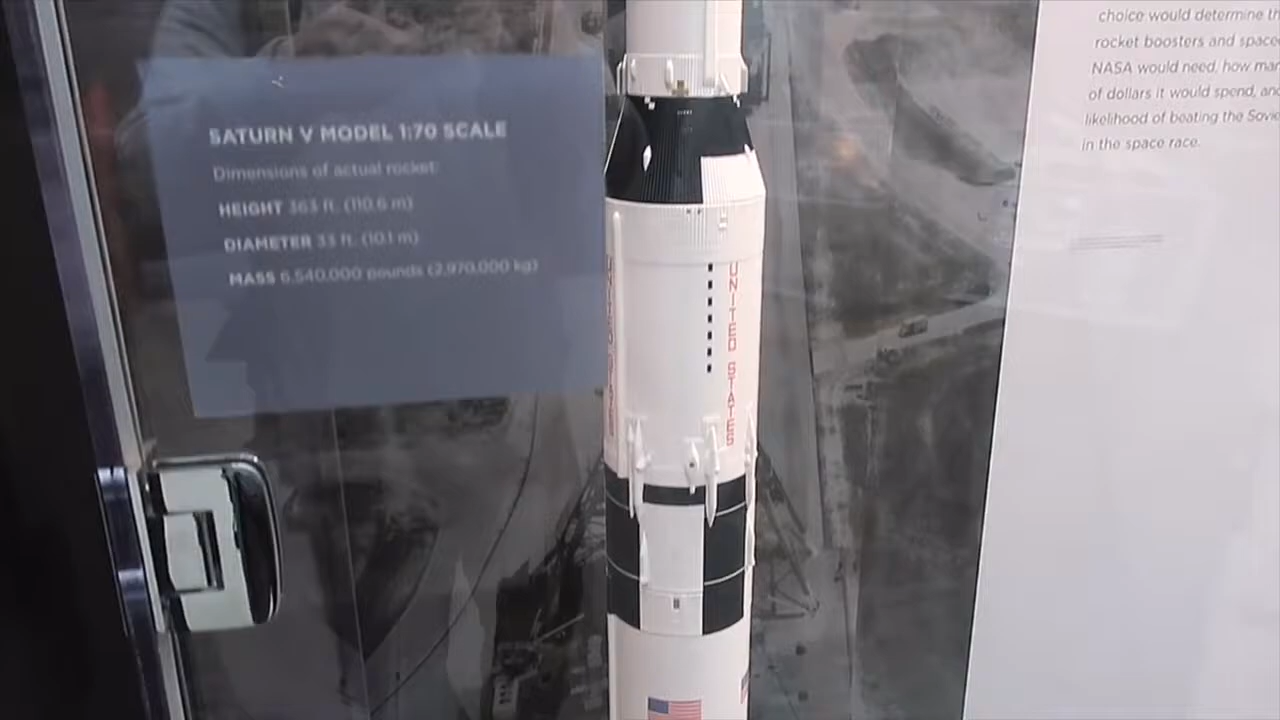 SATURN V MODEL 1:70 SCALE
Dimensions of actual rocket:
HEIGHT 363 ft. (110.6 m)
DIAMETER 33 ft. (10.1 m)
MASS 6,540,000 pounds (2,970,000 kg)
UNITED STATES
UNITED STATES
choice would determine th
rocket boosters and space
NASA would need, how man
of dollars it would spend, and
likelihood of beating the Sovie
in the space race.